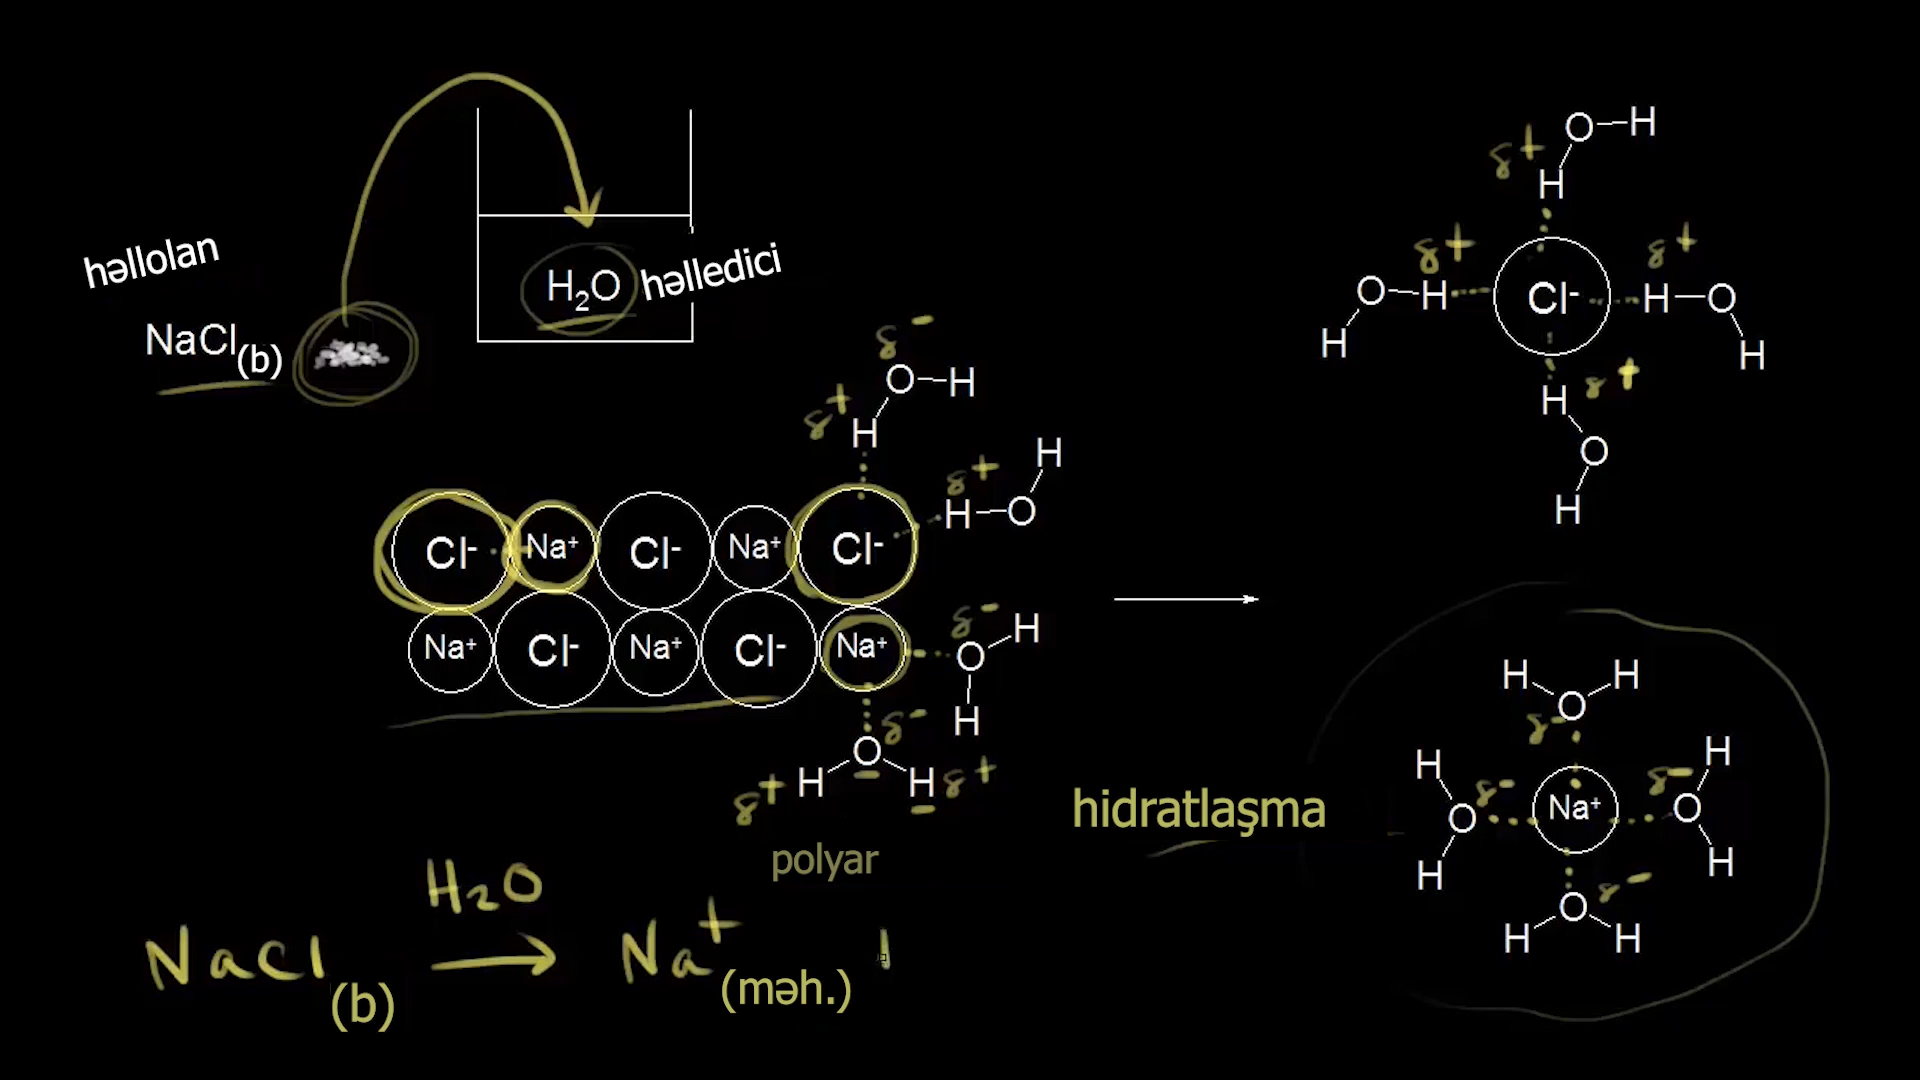 həllolan
NaCl(b)
H₂O həlledici
δ⁻
O–H
δ⁺
H
H
δ⁺
H–O
Cl⁻ Na⁺ Cl⁻ Na⁺ Cl⁻
Na⁺ Cl⁻ Na⁺ Cl⁻ Na⁺
δ⁻
H
O
H
δ⁻
O
δ⁺ H H δ⁺
polyar
δ⁺
O–H
H
δ⁺ δ⁺
O–H Cl⁻ H–O
H H
δ⁺
H
O
H
hidratlaşma
H H
O
δ⁻
H H
δ⁻ δ⁻
O Na⁺ O
H H
δ⁻
O
H H
H₂O
NaCl(b) → Na⁺(məh.)